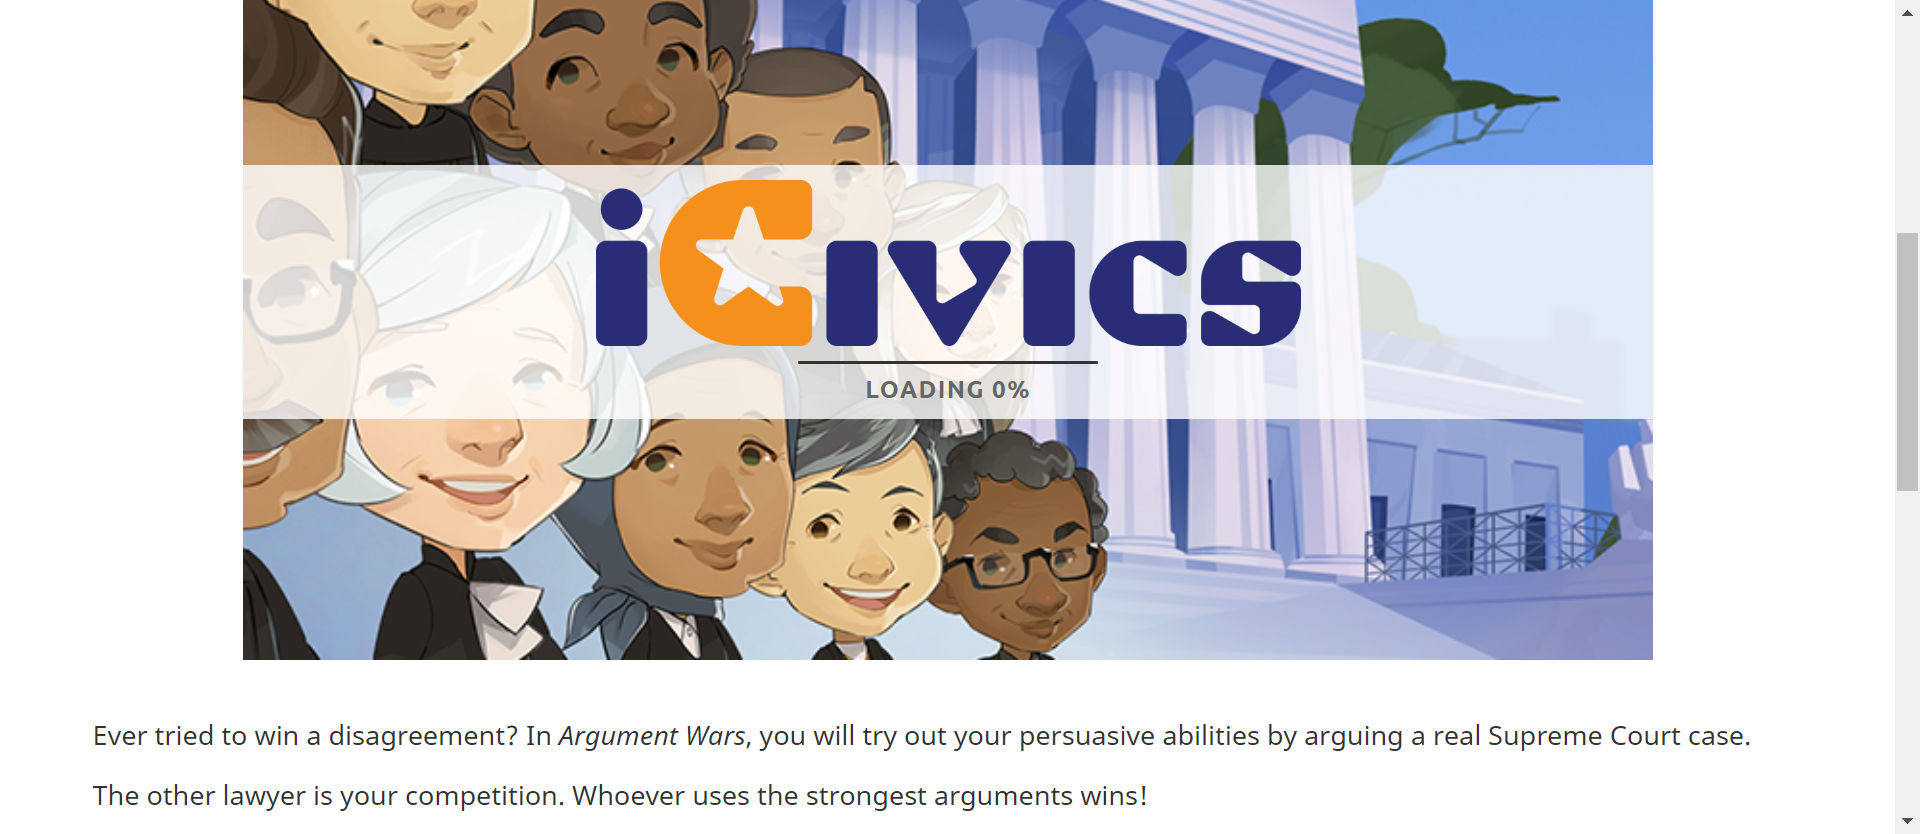 iCivics
LOADING 0%
Ever tried to win a disagreement? In Argument Wars, you will try out your persuasive abilities by arguing a real Supreme Court case.
The other lawyer is your competition. Whoever uses the strongest arguments wins!